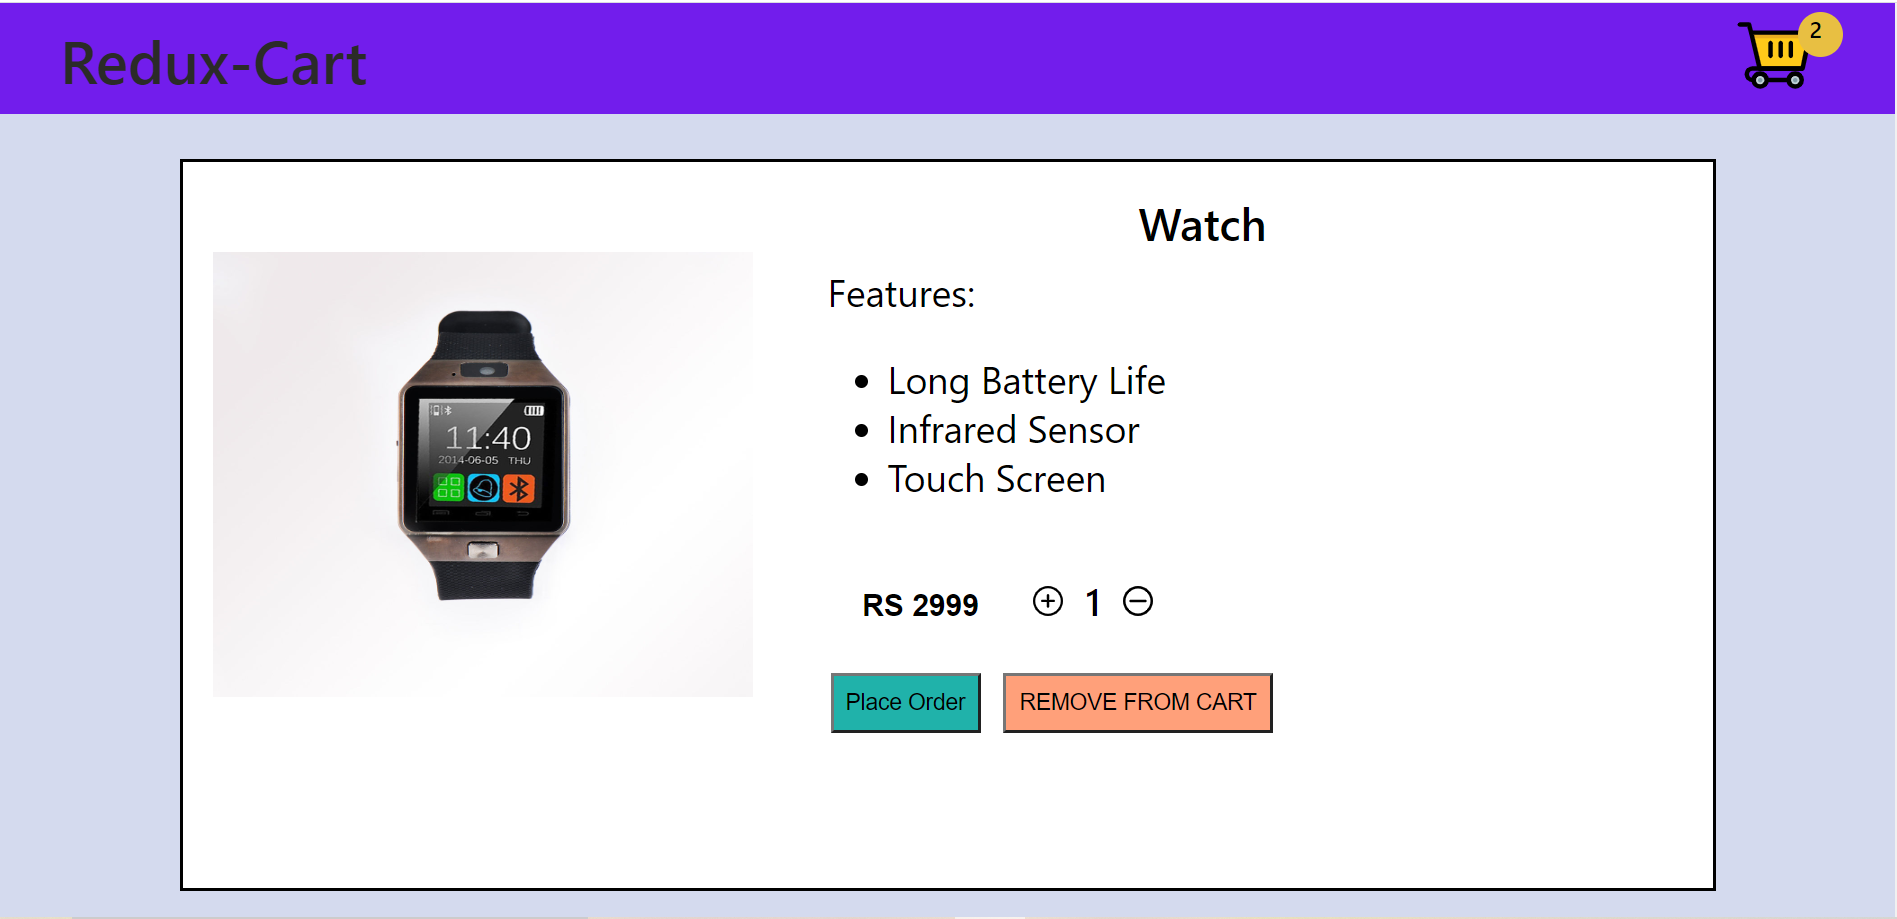 Redux-Cart
2
Watch
Features:
Long Battery Life
Infrared Sensor
Touch Screen
11:40
2014-06-05 THU
RS 2999
1
Place Order
REMOVE FROM CART